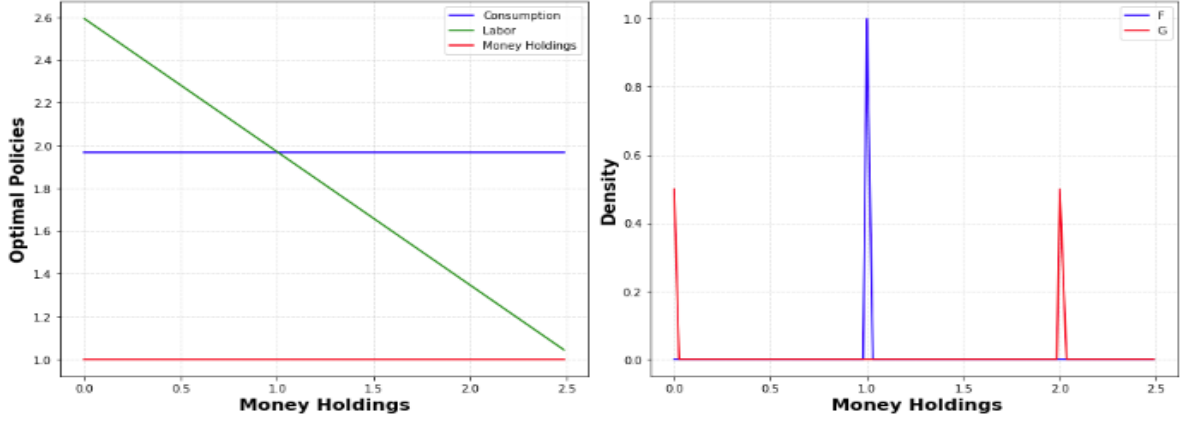 Consumption
Labor
Money Holdings
Optimal Policies
2.6
2.4
2.2
2.0
1.8
1.6
1.4
1.2
1.0
0.0 0.5 1.0 1.5 2.0 2.5
Money Holdings
F
G
Density
1.0
0.8
0.6
0.4
0.2
0.0
0.0 0.5 1.0 1.5 2.0 2.5
Money Holdings